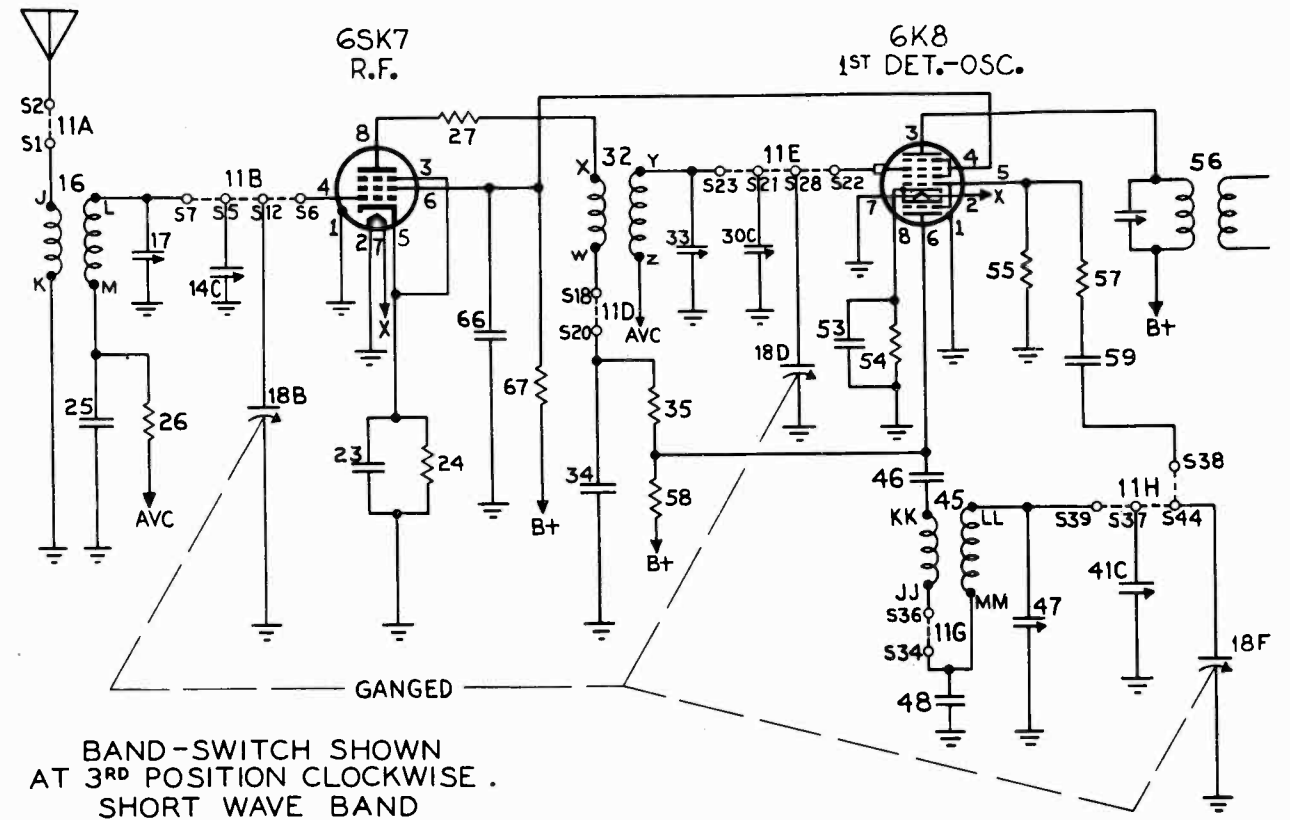 6SK7
R.F.
6K8
1ST DET.-OSC.
S2
11A
S1
8
27
3
4
5
6
X
32
Y
11E
S23
S21
S28
S22
3
4
5
2
X
7
8
6
1
56
J
16
L
11B
S7
S5
S12
S6
4
1
2
7
5
17
14C
K
M
X
33
30C
W
Z
S18
11D
S20
AVC
55
57
B+
66
53
54
59
18D
67
18B
25
26
35
23
24
34
58
46
S38
45
11H
KK
LL
S39
S37
S44
AVC
B+
B+
JJ
MM
41C
47
S36
11G
S34
18F
48
GANGED
BAND-SWITCH SHOWN
AT 3RD POSITION CLOCKWISE.
SHORT WAVE BAND